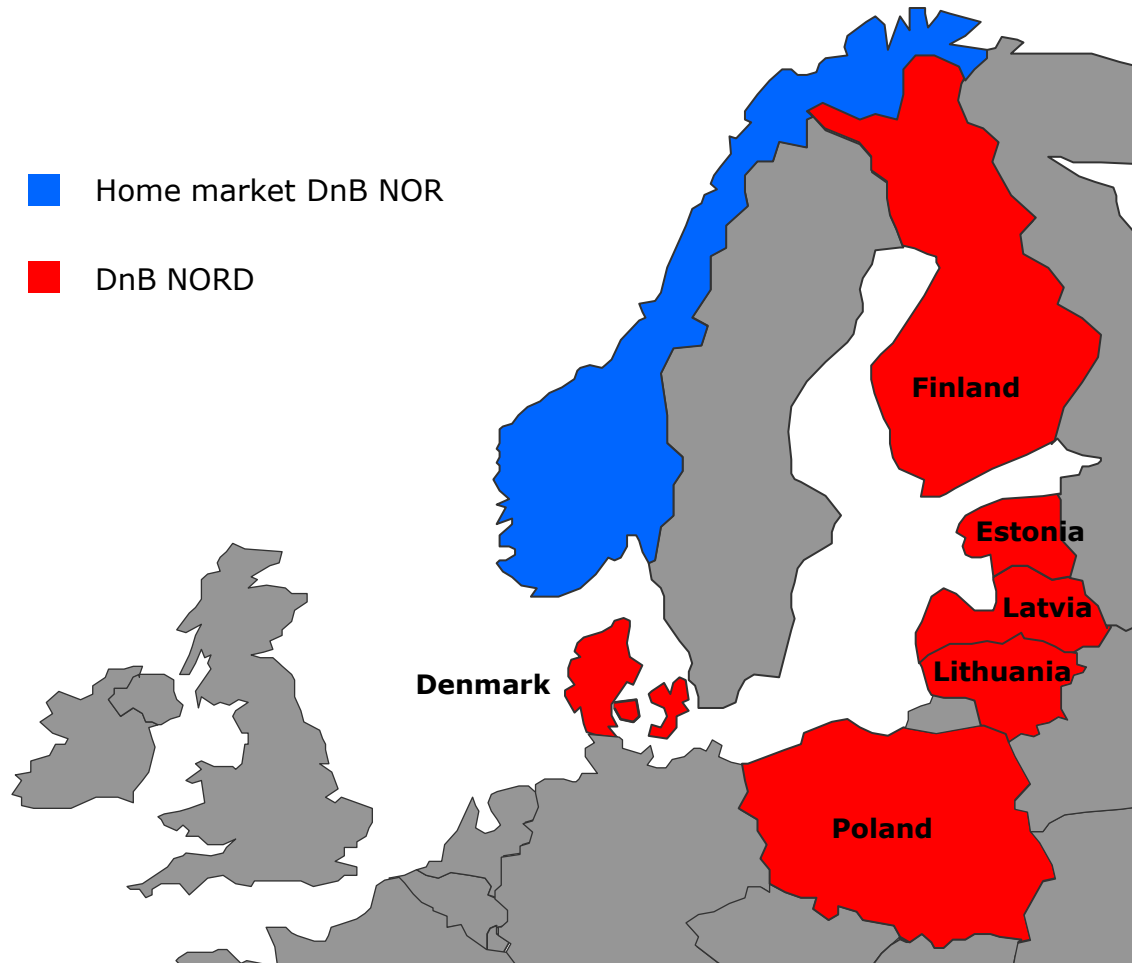 Home market DnB NOR
DnB NORD
Finland
Estonia
Latvia
Lithuania
Denmark
Poland